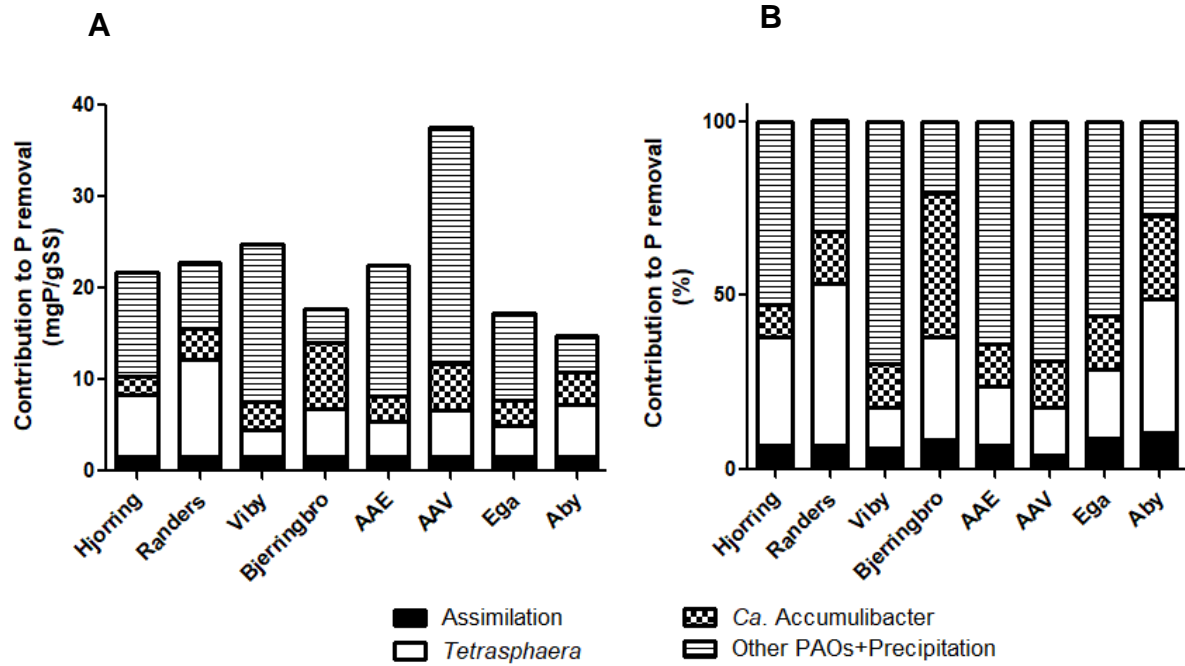 A
Contribution to P removal
(mgP/gSS)
40
30
20
10
0
Hjorring
Randers
Viby
Bjerringbro
AAE
AAV
Ega
Aby
B
Contribution to P removal
(%)
100
50
0
Hjorring
Randers
Viby
Bjerringbro
AAE
AAV
Ega
Aby
Assimilation
Tetrasphaera
Ca. Accumulibacter
Other PAOs+Precipitation